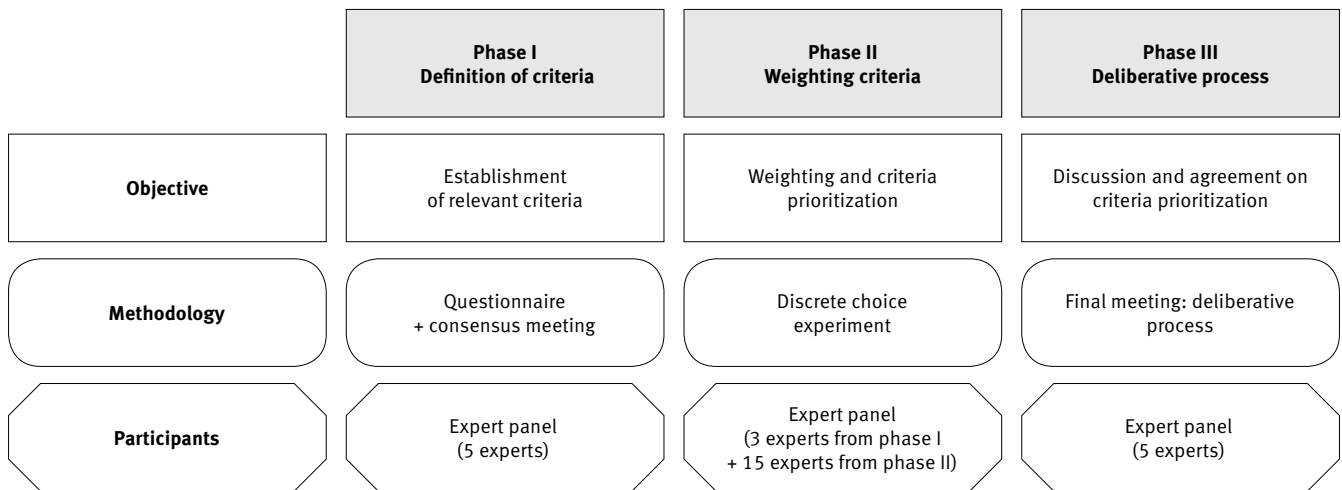 Phase I
Definition of criteria
Phase II
Weighting criteria
Phase III
Deliberative process
Objective
Establishment
of relevant criteria
Weighting and criteria
prioritization
Discussion and agreement on
criteria prioritization
Methodology
Questionnaire
+ consensus meeting
Discrete choice
experiment
Final meeting: deliberative
process
Participants
Expert panel
(5 experts)
Expert panel
(3 experts from phase I
+ 15 experts from phase II)
Expert panel
(5 experts)